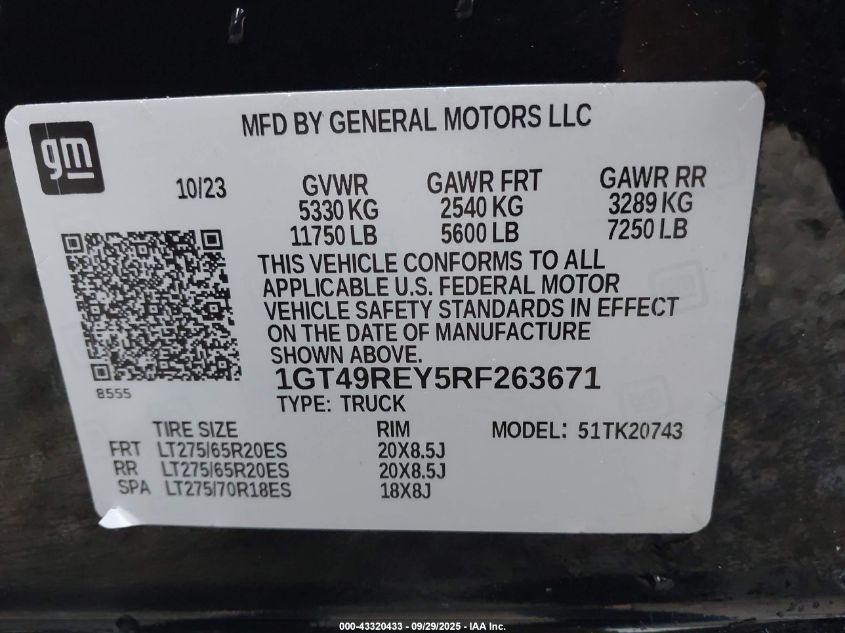 MFD BY GENERAL MOTORS LLC
gm
10/23
GVWR GAWR FRT GAWR RR
5330 KG 2540 KG 3289 KG
11750 LB 5600 LB 7250 LB
THIS VEHICLE CONFORMS TO ALL
APPLICABLE U.S. FEDERAL MOTOR
VEHICLE SAFETY STANDARDS IN EFFECT
ON THE DATE OF MANUFACTURE
SHOWN ABOVE.
1GT49REY5RF263671
8555
TYPE: TRUCK
TIRE SIZE RIM MODEL: 51TK20743
FRT LT275/65R20ES 20X8.5J
RR LT275/65R20ES 20X8.5J
SPA LT275/70R18ES 18X8J
000-43320433 - 09/29/2025 - IAA Inc.